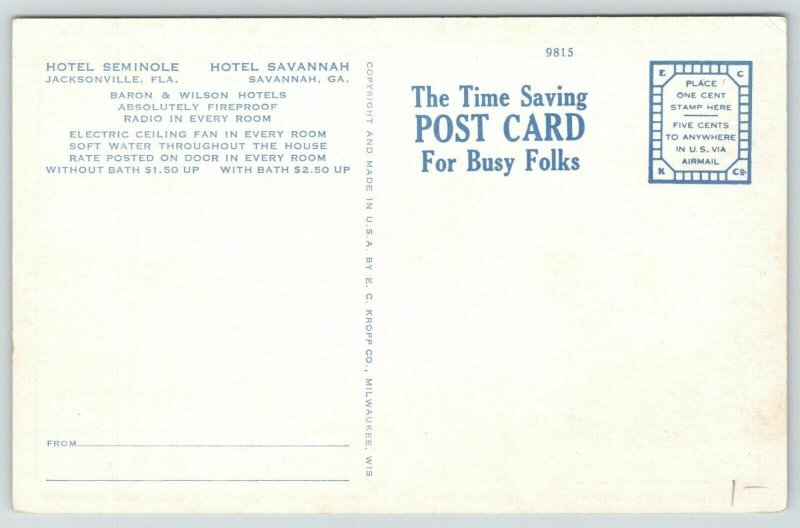 HOTEL SEMINOLE HOTEL SAVANNAH
JACKSONVILLE, FLA. SAVANNAH, GA.
BARON & WILSON HOTELS
ABSOLUTELY FIREPROOF
RADIO IN EVERY ROOM
ELECTRIC CEILING FAN IN EVERY ROOM
SOFT WATER THROUGHOUT THE HOUSE
RATE POSTED ON DOOR IN EVERY ROOM
WITHOUT BATH $1.50 UP WITH BATH $2.50 UP
FROM
COPYRIGHT AND MADE IN U.S.A. BY E. C. KROPP CO., MILWAUKEE, WIS
9815
The Time Saving
POST CARD
For Busy Folks
E C
PLACE
ONE CENT
STAMP HERE
FIVE CENTS
TO ANYWHERE
IN U.S. VIA
AIRMAIL
K Co.
1-